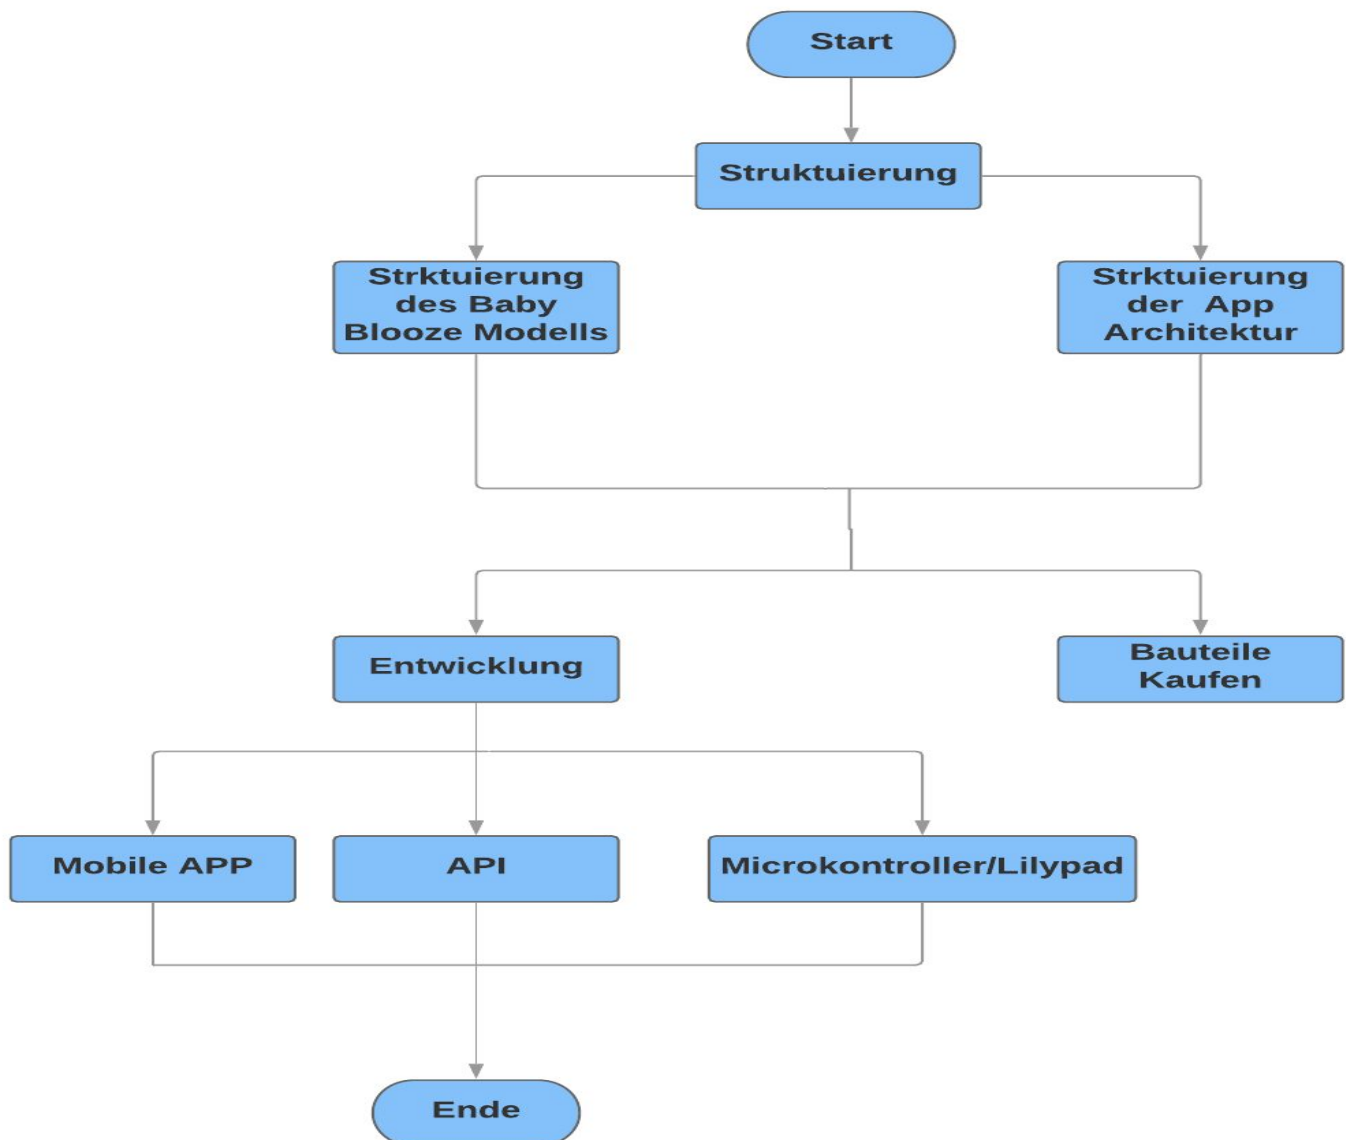 Start
Struktuierung
Strktuierung
des Baby
Blooze Modells
Strktuierung
der  App
Architektur
Entwicklung
Bauteile
Kaufen
Mobile APP
API
Microkontroller/Lilypad
Ende